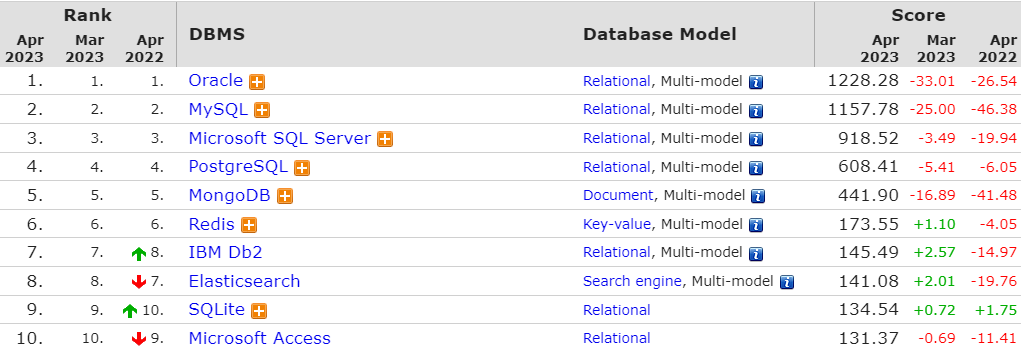 Rank Score
DBMS Database Model
Apr Mar Apr Apr Mar Apr
2023 2023 2022 2023 2023 2022
1. 1. 1. Oracle Relational, Multi-model 1228.28 -33.01 -26.54
2. 2. 2. MySQL Relational, Multi-model 1157.78 -25.00 -46.38
3. 3. 3. Microsoft SQL Server Relational, Multi-model 918.52 -3.49 -19.94
4. 4. 4. PostgreSQL Relational, Multi-model 608.41 -5.41 -6.05
5. 5. 5. MongoDB Document, Multi-model 441.90 -16.89 -41.48
6. 6. 6. Redis Key-value, Multi-model 173.55 +1.10 -4.05
7. 7. 8. IBM Db2 Relational, Multi-model 145.49 +2.57 -14.97
8. 8. 7. Elasticsearch Search engine, Multi-model 141.08 +2.01 -19.76
9. 9. 10. SQLite Relational 134.54 +0.72 +1.75
10. 10. 9. Microsoft Access Relational 131.37 -0.69 -11.41